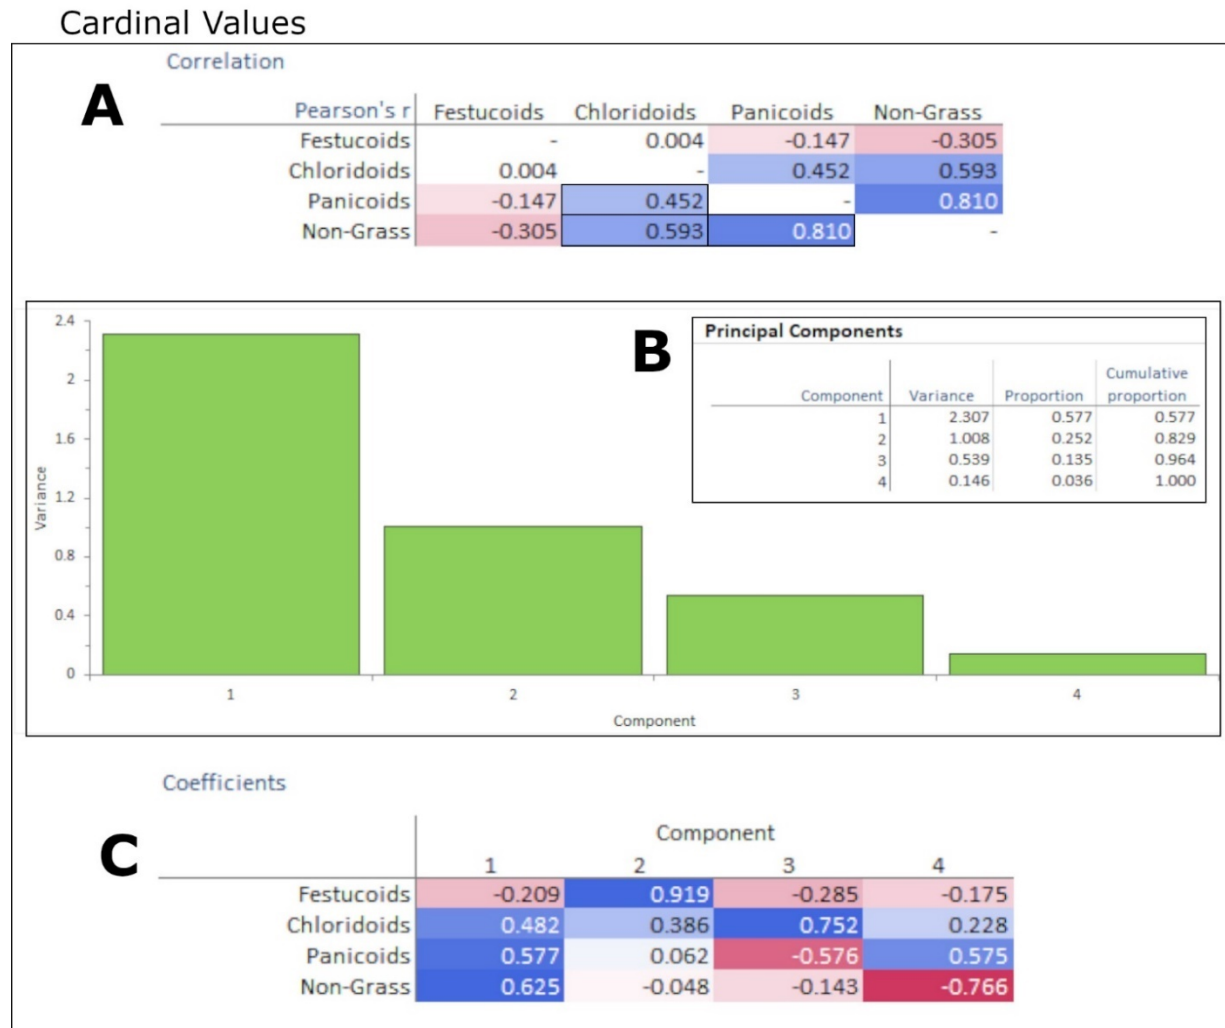 Cardinal Values
Correlation
A
Pearson's r Festucoids Chloridoids Panicoids Non-Grass
Festucoids - 0.004 -0.147 -0.305
Chloridoids 0.004 - 0.452 0.593
Panicoids -0.147 0.452 - 0.810
Non-Grass -0.305 0.593 0.810 -
B
Principal Components
Cumulative
Component Variance Proportion proportion
1 2.307 0.577 0.577
2 1.008 0.252 0.829
3 0.539 0.135 0.964
4 0.146 0.036 1.000
2.4
2
1.6
1.2
0.8
0.4
0
Variance
1 2 3 4
Component
Coefficients
C
Component
1 2 3 4
Festucoids -0.209 0.919 -0.285 -0.175
Chloridoids 0.482 0.386 0.752 0.228
Panicoids 0.577 0.062 -0.576 0.575
Non-Grass 0.625 -0.048 -0.143 -0.766